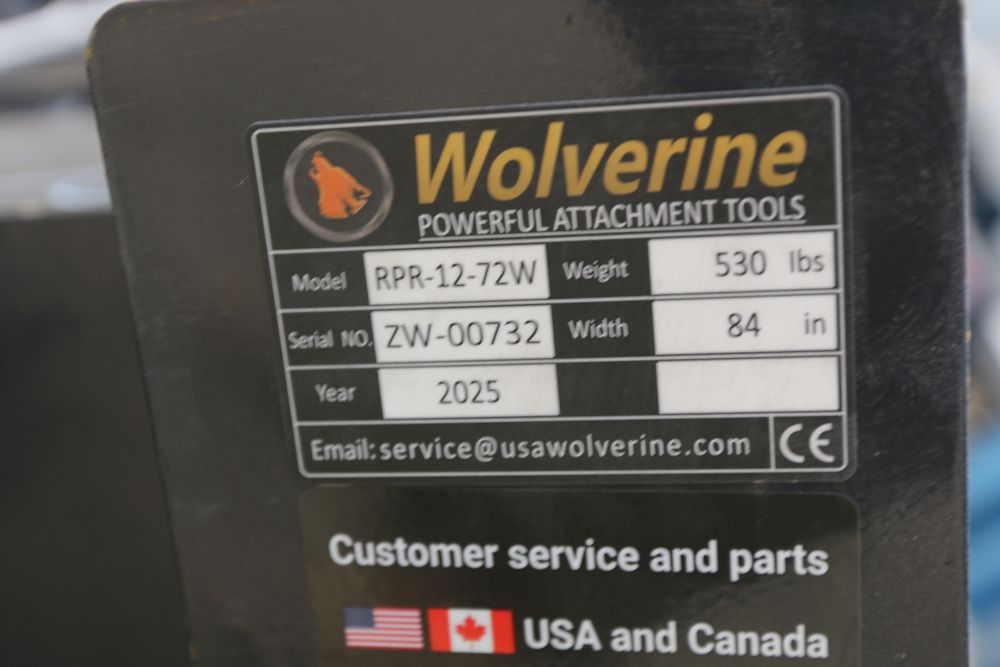 Wolverine
POWERFUL ATTACHMENT TOOLS
Model RPR-12-72W Weight 530 lbs
Serial NO. ZW-00732 Width 84 in
Year 2025
Email: service@usawolverine.com CE
Customer service and parts
USA and Canada